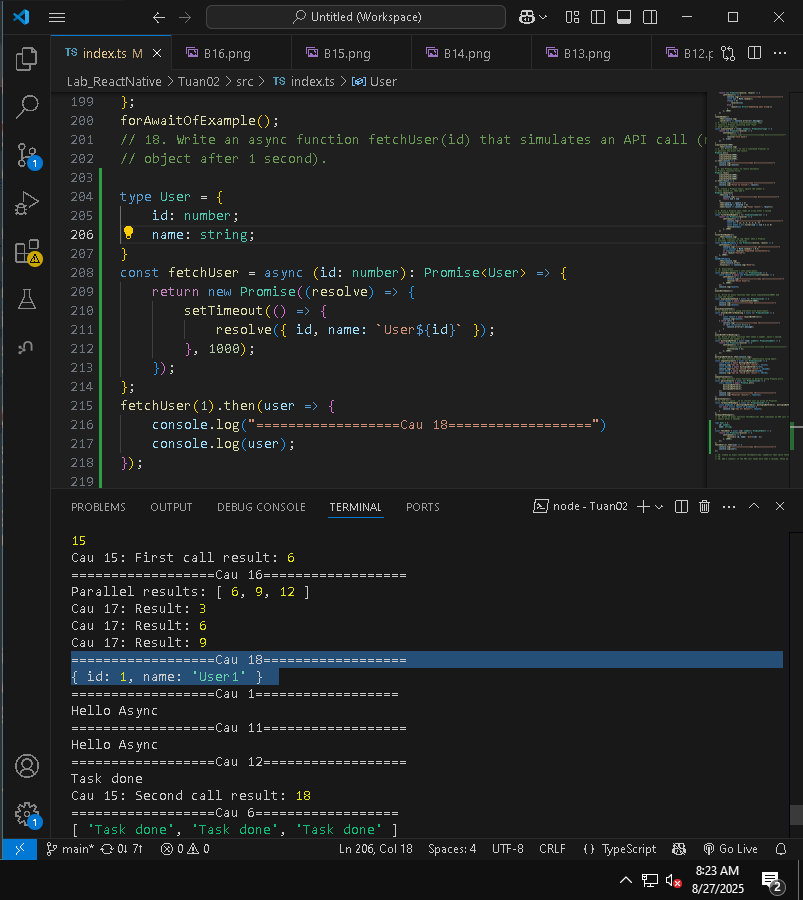 Untitled (Workspace)
TS index.ts M
B16.png
B15.png
B14.png
B13.png
B12.p
Lab_ReactNative > Tuan02 > src > TS index.ts > User
199 };
200 forAwaitOfExample();
201 // 18. Write an async function fetchUser(id) that simulates an API call (
202 // object after 1 second).
203
204 type User = {
205 id: number;
206 name: string;
207 }
208 const fetchUser = async (id: number): Promise<User> => {
209 return new Promise((resolve) => {
210 setTimeout(() => {
211 resolve({ id, name: `User${id}` });
212 }, 1000);
213 });
214 };
215 fetchUser(1).then(user => {
216 console.log("==================Cau 18==================")
217 console.log(user);
218 });
219
PROBLEMS OUTPUT DEBUG CONSOLE TERMINAL PORTS
node - Tuan02
15
Cau 15: First call result: 6
==================Cau 16==================
Parallel results: [ 6, 9, 12 ]
Cau 17: Result: 3
Cau 17: Result: 6
Cau 17: Result: 9
==================Cau 18==================
{ id: 1, name: 'User1' }
==================Cau 1==================
Hello Async
==================Cau 11==================
Hello Async
==================Cau 12==================
Task done
Cau 15: Second call result: 18
==================Cau 6==================
[ 'Task done', 'Task done', 'Task done' ]
1
1
main* 0↓ 7↑ 0 0
Ln 206, Col 18 Spaces: 4 UTF-8 CRLF {} TypeScript Go Live
8:23 AM
8/27/2025
2